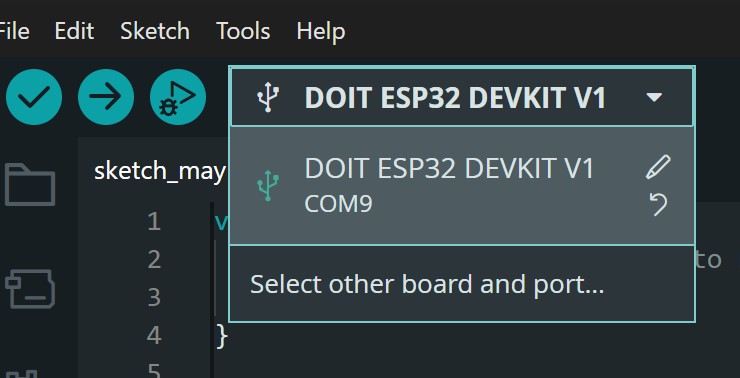 File Edit Sketch Tools Help
DOIT ESP32 DEVKIT V1
sketch_may
DOIT ESP32 DEVKIT V1
COM9
1
v
2
to
Select other board and port...
3
4 }
5